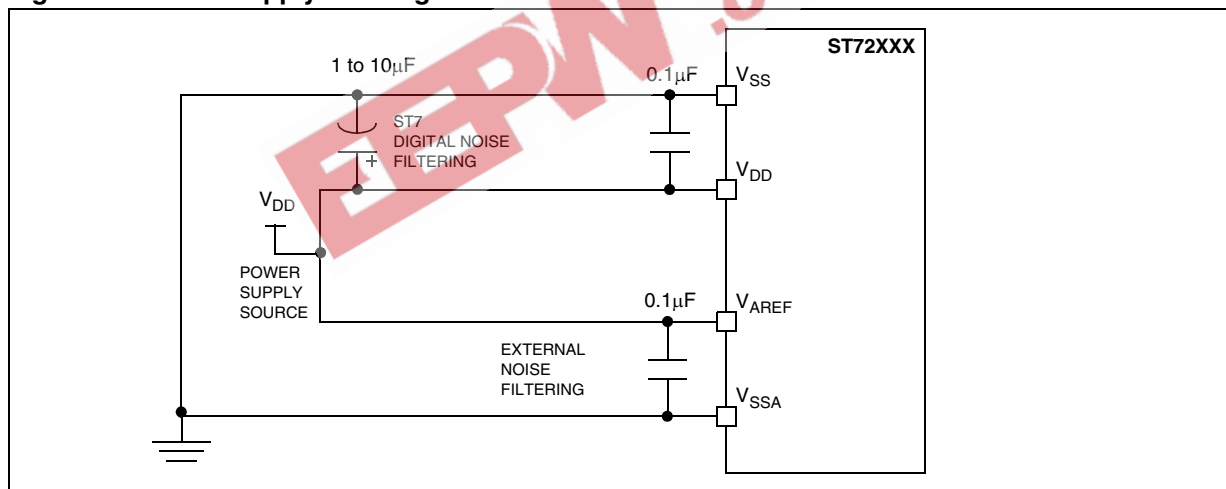 ST72XXX
1 to 10μF
0.1μF
VSS
ST7
DIGITAL NOISE
FILTERING
+
VDD
VDD
POWER
SUPPLY
SOURCE
0.1μF
VAREF
EXTERNAL
NOISE
FILTERING
VSSA
EEPW